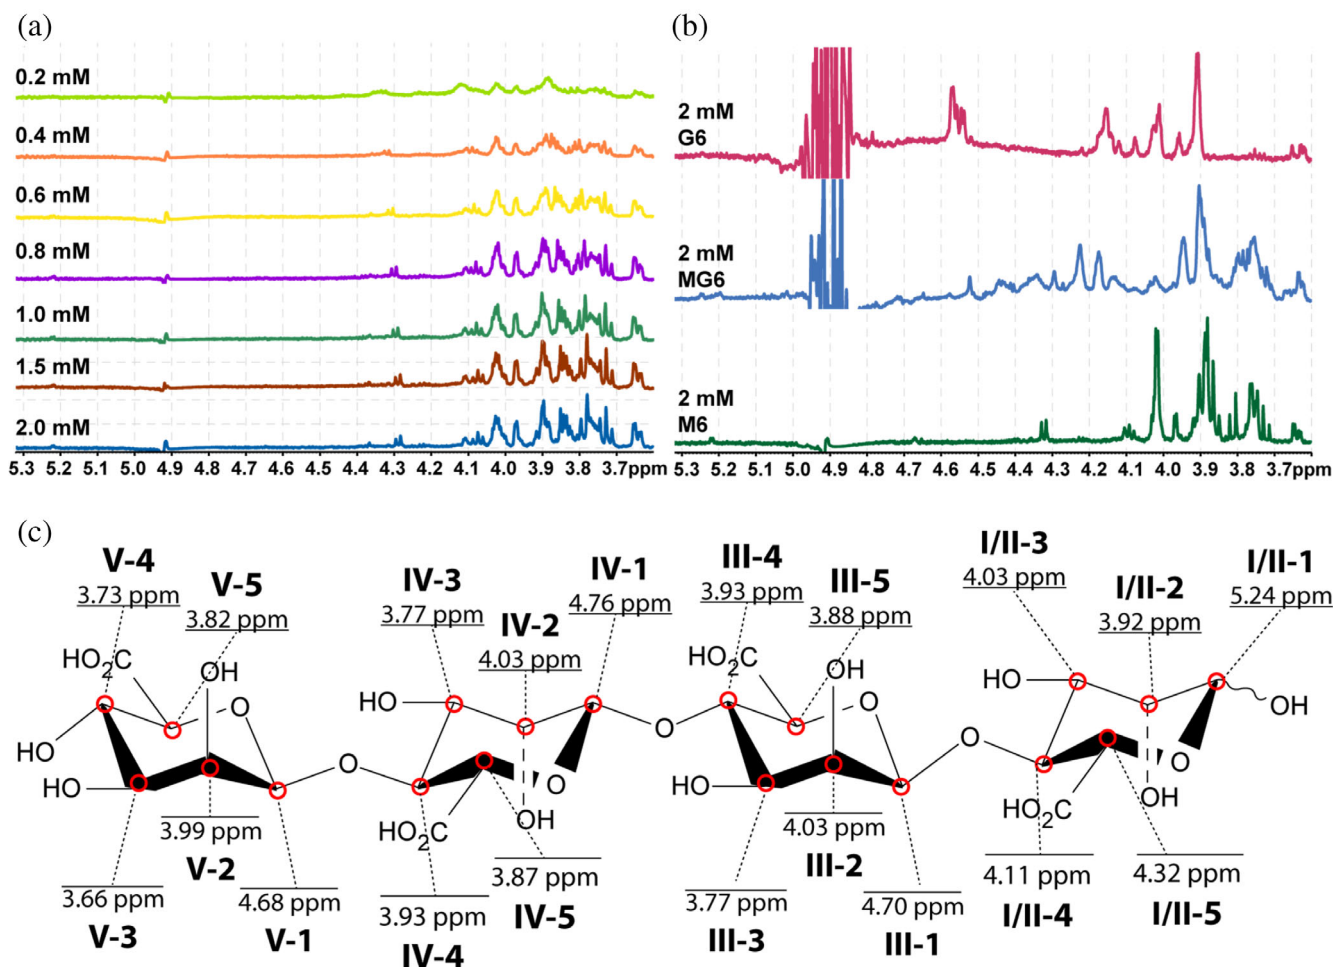 (a)
0.2 mM
0.4 mM
0.6 mM
0.8 mM
1.0 mM
1.5 mM
2.0 mM
5.3 5.2 5.1 4.9 4.8 4.7 4.6 4.5 4.4 4.3 4.2 4.1 4.0 3.9 3.8 3.7ppm
(b)
2 mM
G6
2 mM
MG6
2 mM
M6
5.3 5.2 5.1 5.0 4.9 4.8 4.7 4.6 4.5 4.4 4.3 4.2 4.1 4.0 3.9 3.8 3.7ppm
(c)
V-4
3.73 ppm
V-5
3.82 ppm
IV-3
3.77 ppm
IV-2
4.03 ppm
IV-1
4.76 ppm
III-4
3.93 ppm
III-5
3.88 ppm
I/II-3
4.03 ppm
I/II-2
3.92 ppm
I/II-1
5.24 ppm
HO2C
OH
O
HO
HO
O
HO
O
OH
HO2C
O
HO2C
OH
O
HO
O
HO
O
OH
HO2C
OH
3.66 ppm
V-3
3.99 ppm
V-2
4.68 ppm
V-1
3.93 ppm
IV-4
3.87 ppm
IV-5
3.77 ppm
III-3
4.03 ppm
III-2
4.70 ppm
III-1
4.11 ppm
I/II-4
4.32 ppm
I/II-5